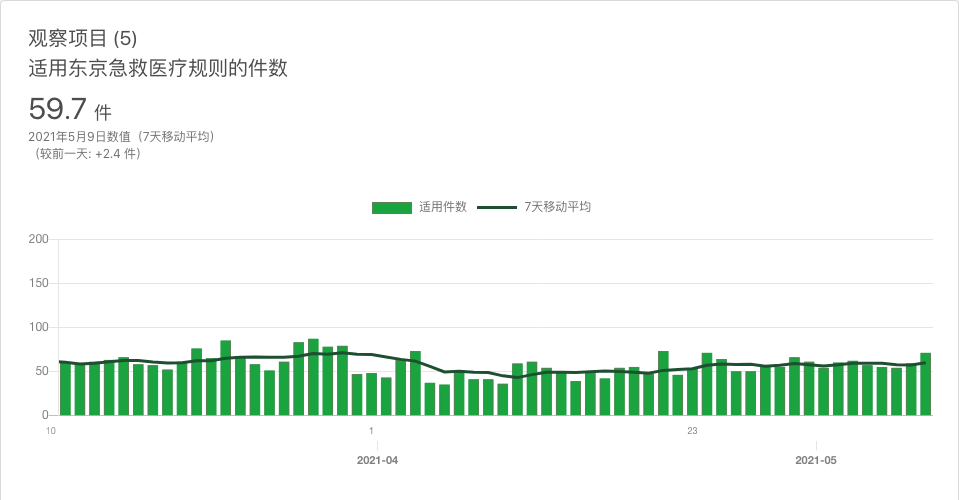 观察项目 (5)
适用东京急救医疗规则的件数
59.7 件
2021年5月9日数值（7天移动平均）
（较前一天: +2.4 件）
适用件数 7天移动平均
200
150
100
50
0
10 1 23
2021-04 2021-05